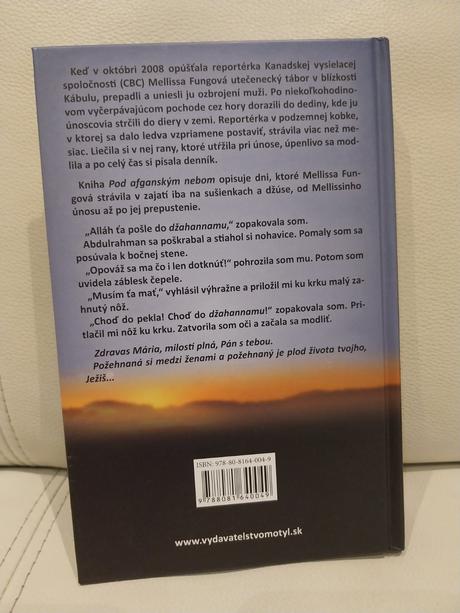 Keď v októbri 2008 opúšťala reportérka Kanadskej vysielacej
spoločnosti (CBC) Mellissa Fungová utečenecký tábor v blízkosti
Kábulu, prepadli a uniesli ju ozbrojení muži. Po niekoľkohodino-
vom vyčerpávajúcom pochode cez hory dorazili do dediny, kde ju
únoscovia strčili do diery v zemi. Reportérka v podzemnej kobke,
v ktorej sa dalo ledva vzpriamene postaviť, strávila viac než me-
siac. Liečila si v nej rany, ktoré utŕžila pri únose, úpenlivo sa mod-
lila a po celý čas si písala denník.
Kniha Pod afganským nebom opisuje dni, ktoré Mellissa Fun-
gová strávila v zajatí iba na sušienkach a džúse, od Mellissinho
únosu až po jej prepustenie.
„Alláh ťa pošle do džahannamu,“ zopakovala som.
Abdulrahman sa poškrabal a stiahol si nohavice. Pomaly som sa
posúvala k bočnej stene.
„Opováž sa ma čo i len dotknúť!“ pohrozila som mu. Potom som
uvidela záblesk čepele.
„Musím ťa mať,“ vyhlásil výhražne a priložil mi ku krku malý za-
hnutý nôž.
„Choď do pekla! Choď do džahannamu!“ zopakovala som. Pri-
tlačil mi nôž ku krku. Zatvorila som oči a začala sa modliť.
Zdravas Mária, milosti plná, Pán s tebou.
Požehnaná si medzi ženami a požehnaný je plod života tvojho,
Ježiš...
ISBN: 978-80-8164-004-9
9 788081 640049
www.vydavatelstvomotyl.sk